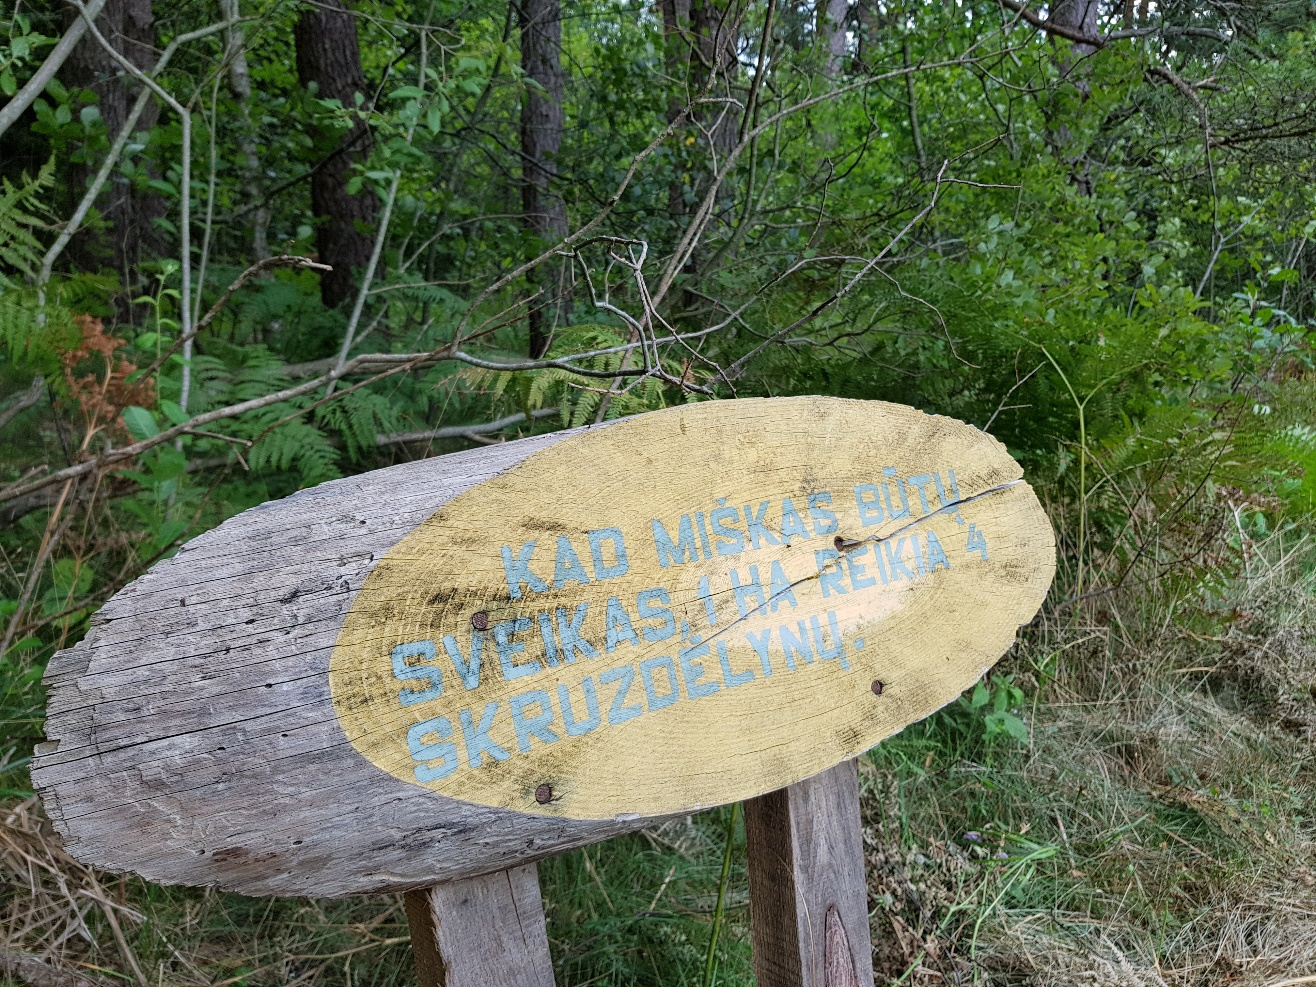 KAD MIŠKAS BŪTŲ
SVEIKAS, 1 HA REIKIA 4
SKRUZDĖLYNŲ.